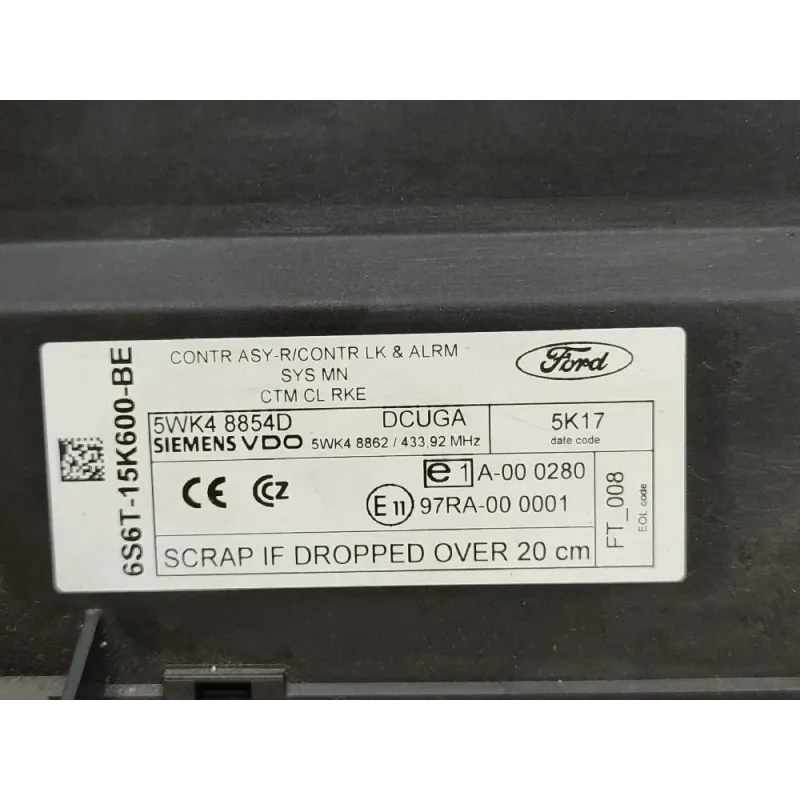 6S6T-15K600-BE
CONTR ASY-R/CONTR LK & ALRM
SYS MN
CTM CL RKE
Ford
5WK4 8854D DCUGA
SIEMENS VDO 5WK4 8862 / 433,92 MHz
5K17
date code
CE CCZ
e 1 A-00 0280
E 11 97RA-00 0001
FT_008
EOL code
SCRAP IF DROPPED OVER 20 cm